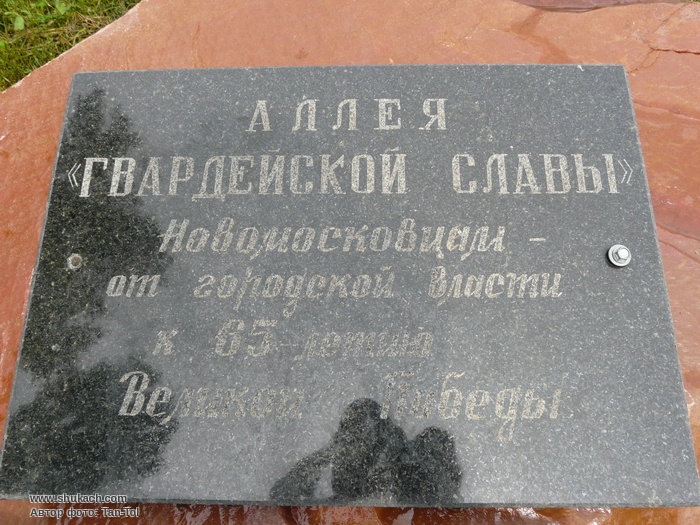 АЛЛЕЯ
«ГВАРДЕЙСКОЙ СЛАВЫ»
Новомосковцам -
от городской власти
к 65-летию
Великой Победы
www.shukach.com
Автор фото: Tan-Tol